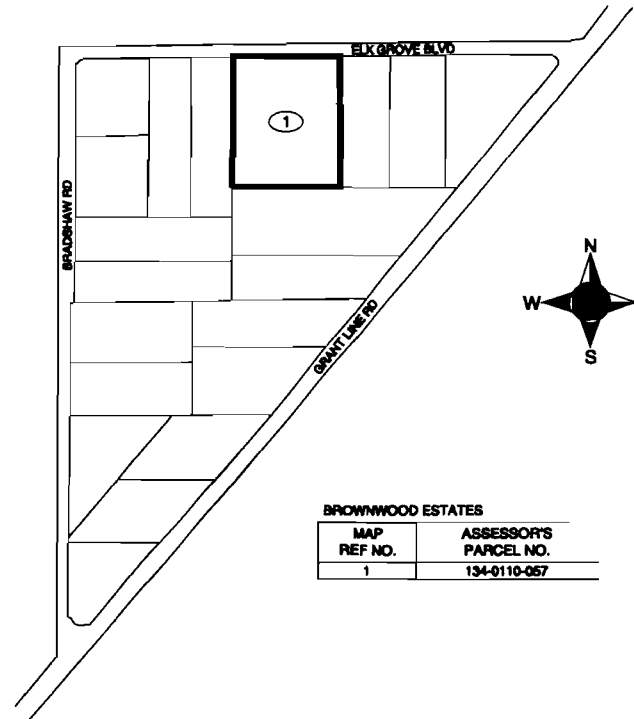 ELK GROVE BLVD
1
BRADSHAW RD
N
W
S
GRANT LINE RD
BROWNWOOD ESTATES
MAP REF NO.
ASSESSOR'S PARCEL NO.
1
134-0110-057